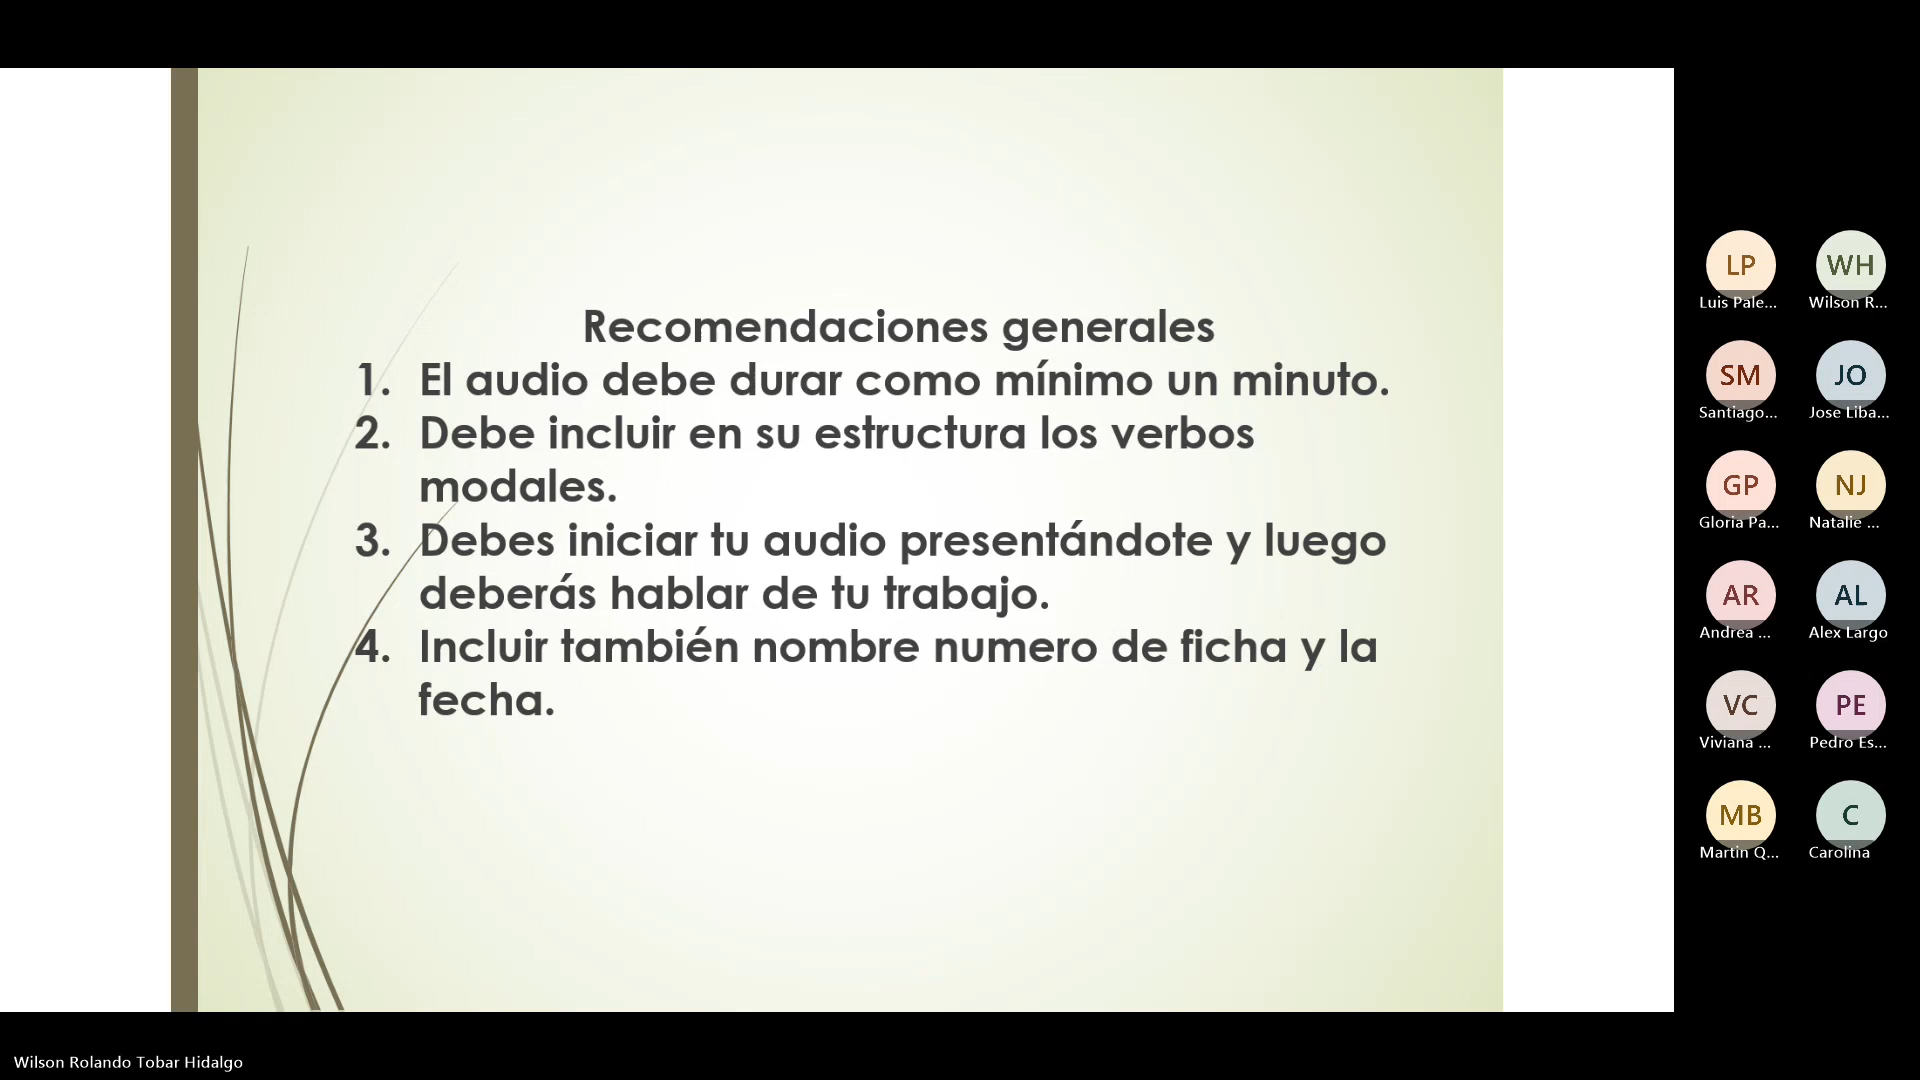 Recomendaciones generales
1. El audio debe durar como mínimo un minuto.
2. Debe incluir en su estructura los verbos
modales.
3. Debes iniciar tu audio presentándote y luego
deberás hablar de tu trabajo.
4. Incluir también nombre numero de ficha y la
fecha.
LP
WH
Luis Pale...
Wilson R...
SM
JO
Santiago...
Jose Liba...
GP
NJ
Gloria Pa...
Natalie ...
AR
AL
Andrea ...
Alex Largo
VC
PE
Viviana ...
Pedro Es...
MB
C
Martin Q...
Carolina
Wilson Rolando Tobar Hidalgo